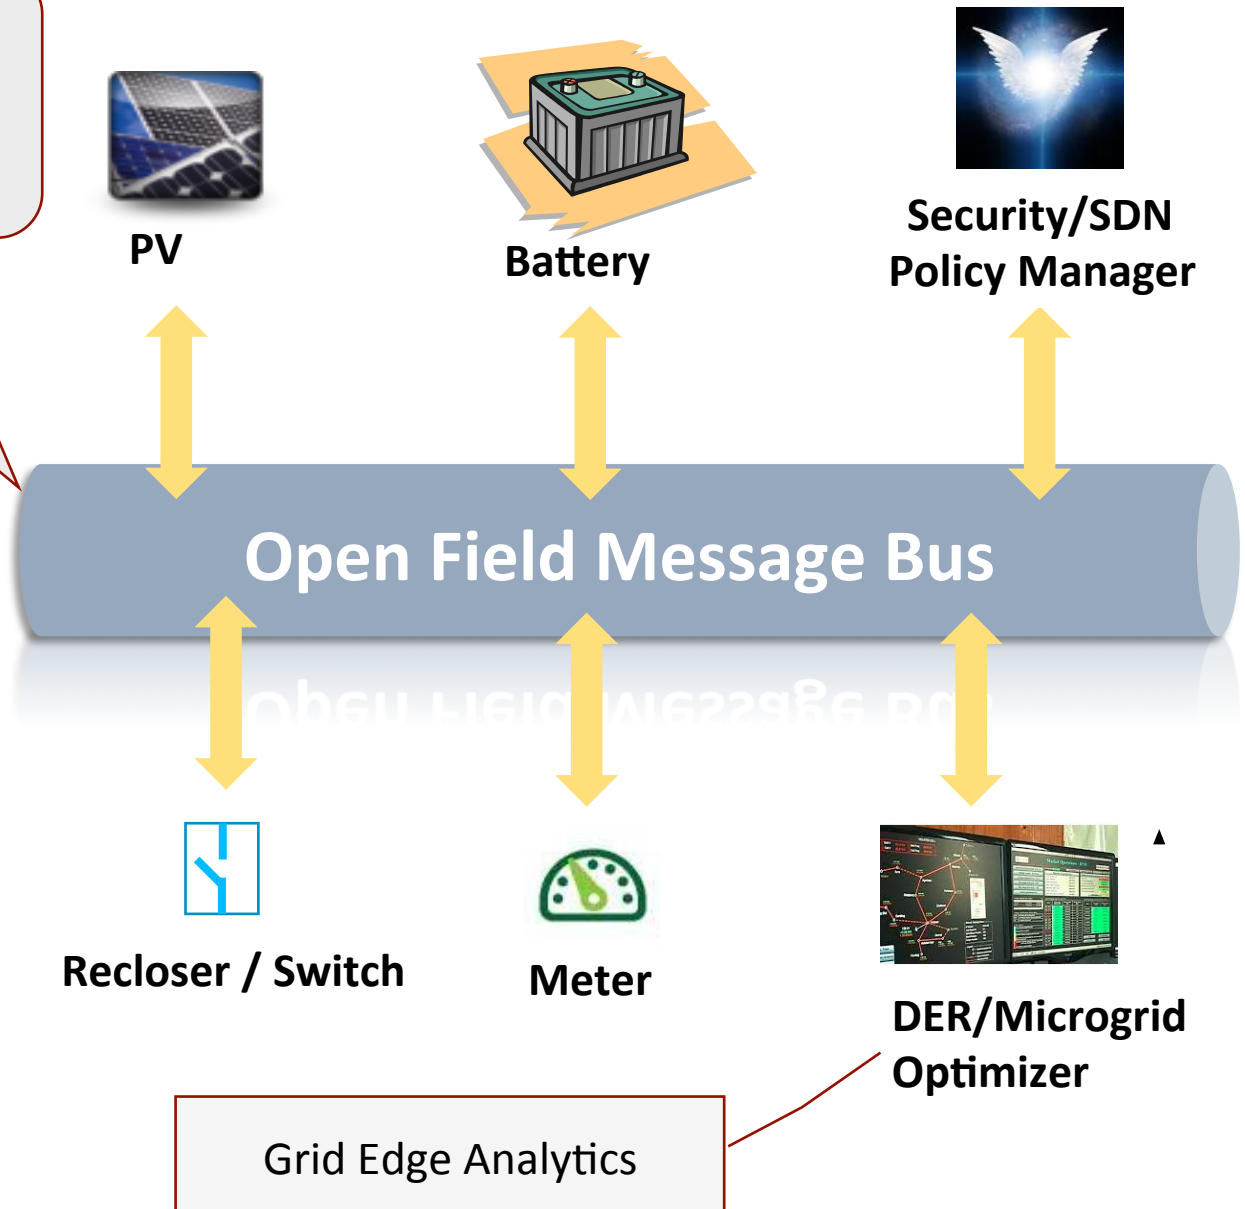 PV
Battery
Security/SDN
Policy Manager
Open Field Message Bus
Recloser / Switch
Meter
DER/Microgrid
Optimizer
Grid Edge Analytics